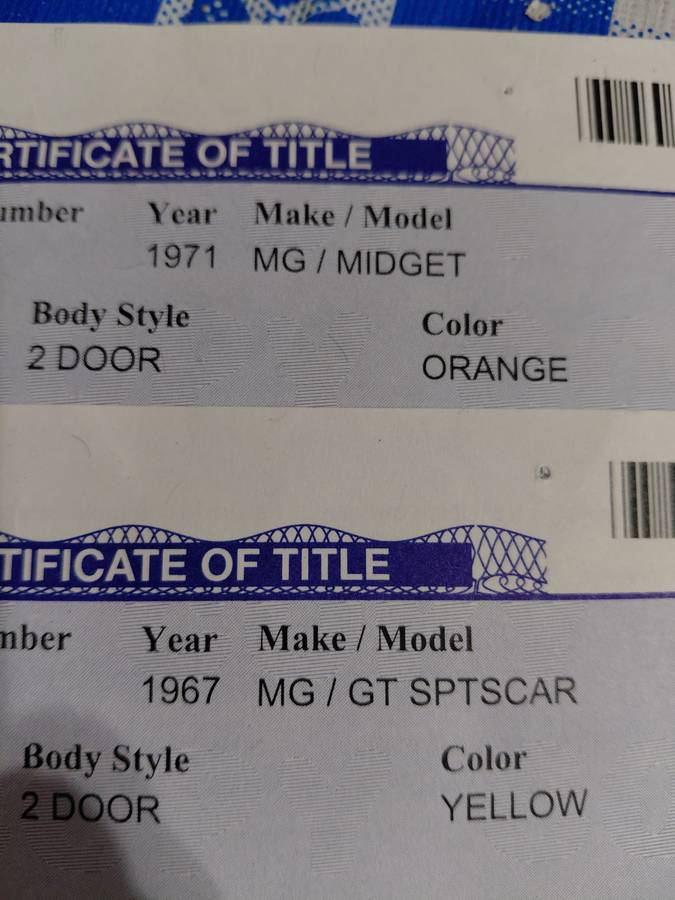 RTIFICATE OF TITLE
umber Year Make / Model
1971 MG / MIDGET
Body Style Color
2 DOOR ORANGE
TIFICATE OF TITLE
mber Year Make / Model
1967 MG / GT SPTSCAR
Body Style Color
2 DOOR YELLOW